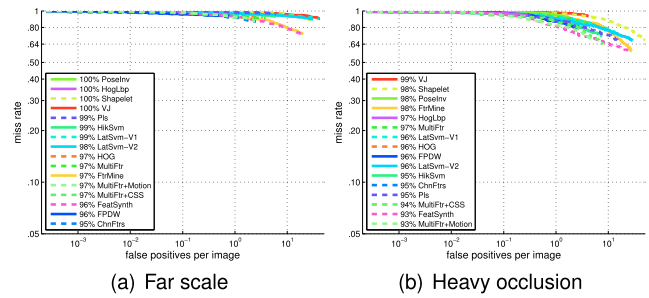 1
.80
.64
.50
.40
.30
.20
.10
.05
miss rate
100% PoseInv
100% HogLbp
100% Shapelet
100% VJ
99% Pls
99% HikSvm
99% LatSvm-V1
98% LatSvm-V2
97% HOG
97% MultiFtr
97% FtrMine
97% MultiFtr+Motion
97% MultiFtr+CSS
96% FeatSynth
96% FPDW
95% ChnFtrs
10^-3 10^-2 10^-1 10^0 10^1
false positives per image
(a) Far scale
1
.80
.64
.50
.40
.30
.20
.10
.05
miss rate
99% VJ
98% Shapelet
98% PoseInv
98% FtrMine
97% HogLbp
97% MultiFtr
96% LatSvm-V1
96% HOG
96% FPDW
96% LatSvm-V2
95% HikSvm
95% ChnFtrs
95% Pls
94% MultiFtr+CSS
93% FeatSynth
93% MultiFtr+Motion
10^-3 10^-2 10^-1 10^0 10^1
false positives per image
(b) Heavy occlusion